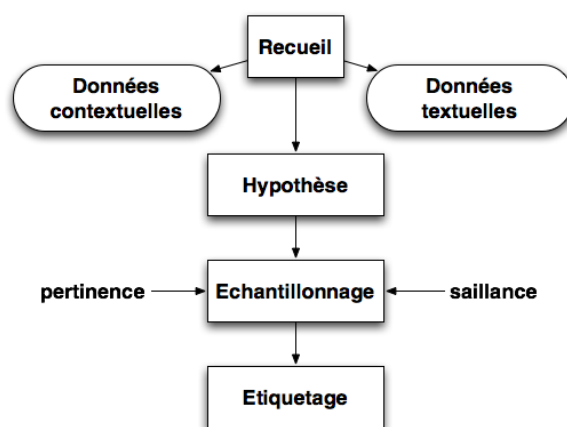 Recueil
Données
contextuelles
Données
textuelles
Hypothèse
pertinence
Echantillonnage
saillance
Etiquetage